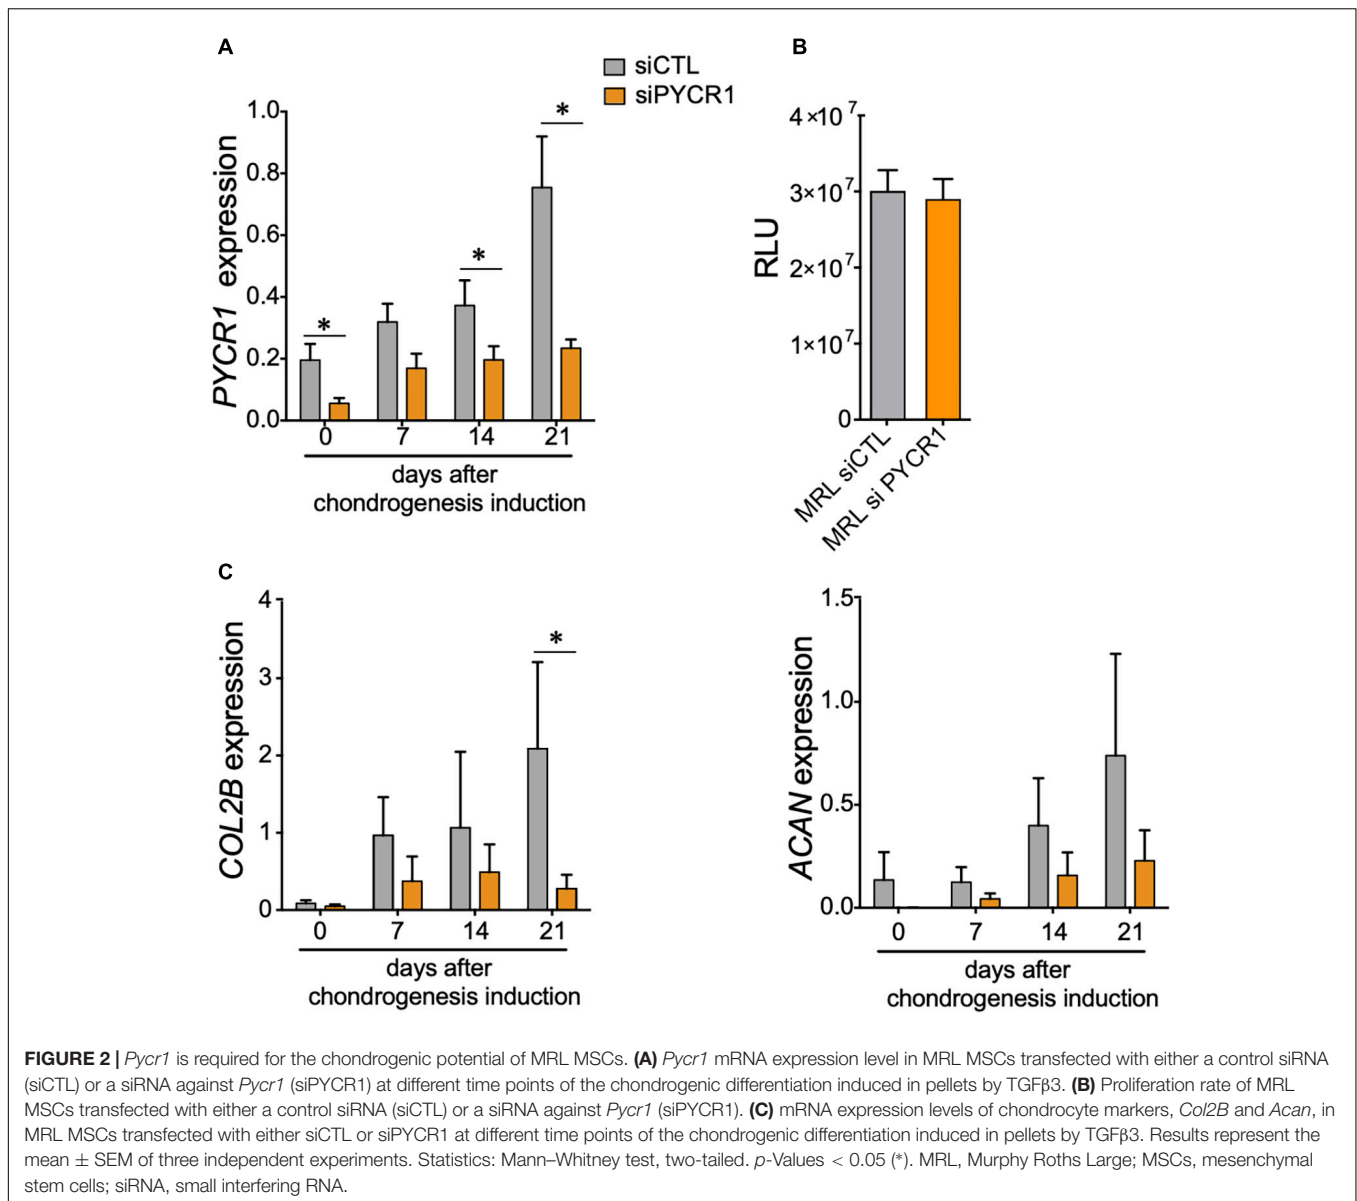 A
siCTL
siPYCR1
*
*
*
1.0
0.8
0.6
0.4
0.2
0.0
PYCR1 expression
0 7 14 21
days after
chondrogenesis induction
B
4×10⁷
3×10⁷
2×10⁷
1×10⁷
0
RLU
MRL siCTL
MRL si PYCR1
C
4
3
2
1
0
COL2B expression
*
0 7 14 21
days after
chondrogenesis induction
1.5
1.0
0.5
0.0
ACAN expression
0 7 14 21
days after
chondrogenesis induction
FIGURE 2 | Pycr1 is required for the chondrogenic potential of MRL MSCs. (A) Pycr1 mRNA expression level in MRL MSCs transfected with either a control siRNA
(siCTL) or a siRNA against Pycr1 (siPYCR1) at different time points of the chondrogenic differentiation induced in pellets by TGFβ3. (B) Proliferation rate of MRL
MSCs transfected with either a control siRNA (siCTL) or a siRNA against Pycr1 (siPYCR1). (C) mRNA expression levels of chondrocyte markers, Col2B and Acan, in
MRL MSCs transfected with either siCTL or siPYCR1 at different time points of the chondrogenic differentiation induced in pellets by TGFβ3. Results represent the
mean ± SEM of three independent experiments. Statistics: Mann–Whitney test, two-tailed. p-Values < 0.05 (*). MRL, Murphy Roths Large; MSCs, mesenchymal
stem cells; siRNA, small interfering RNA.